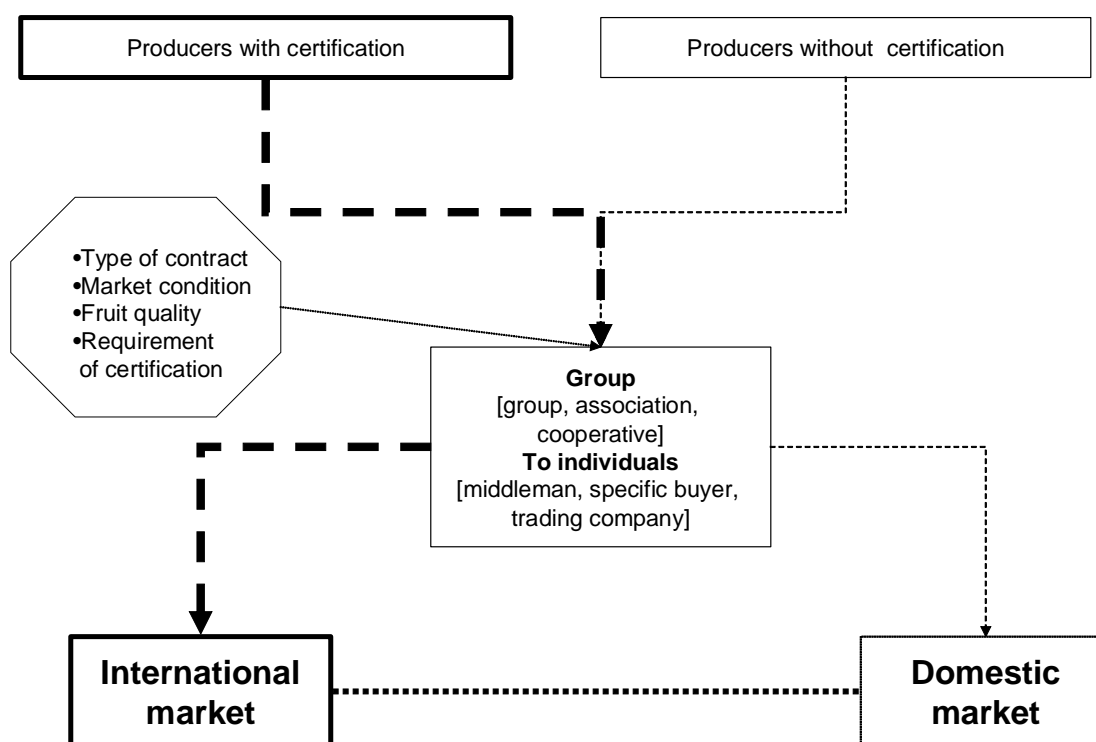 Producers with certification
Producers without certification
•Type of contract
•Market condition
•Fruit quality
•Requirement
of certification
Group
[group, association,
cooperative]
To individuals
[middleman, specific buyer,
trading company]
International
market
Domestic
market